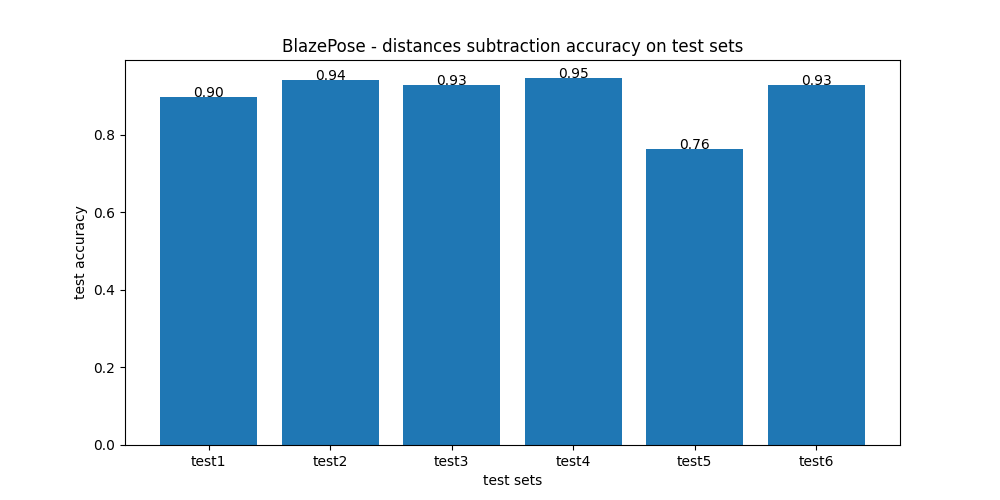 BlazePose - distances subtraction accuracy on test sets
0.90
0.94
0.93
0.95
0.76
0.93
0.8
0.6
0.4
0.2
0.0
test accuracy
test1
test2
test3
test4
test5
test6
test sets